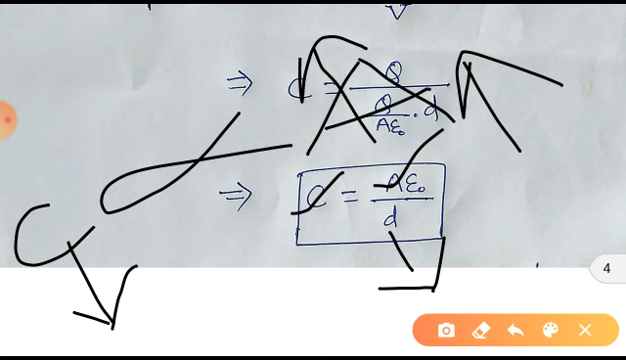 ⇒ C = Q / (Q/Aε₀ · d)
⇒ C = Aε₀ / d
4